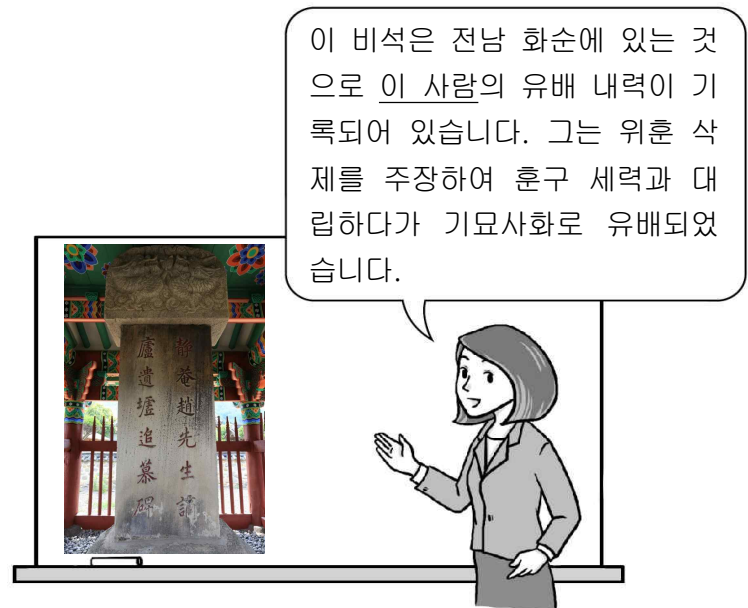 이 비석은 전남 화순에 있는 것
으로 이 사람의 유배 내력이 기
록되어 있습니다. 그는 위훈 삭
제를 주장하여 훈구 세력과 대
립하다가 기묘사화로 유배되었
습니다.
靜菴趙先生謫
廬遺墟追慕碑